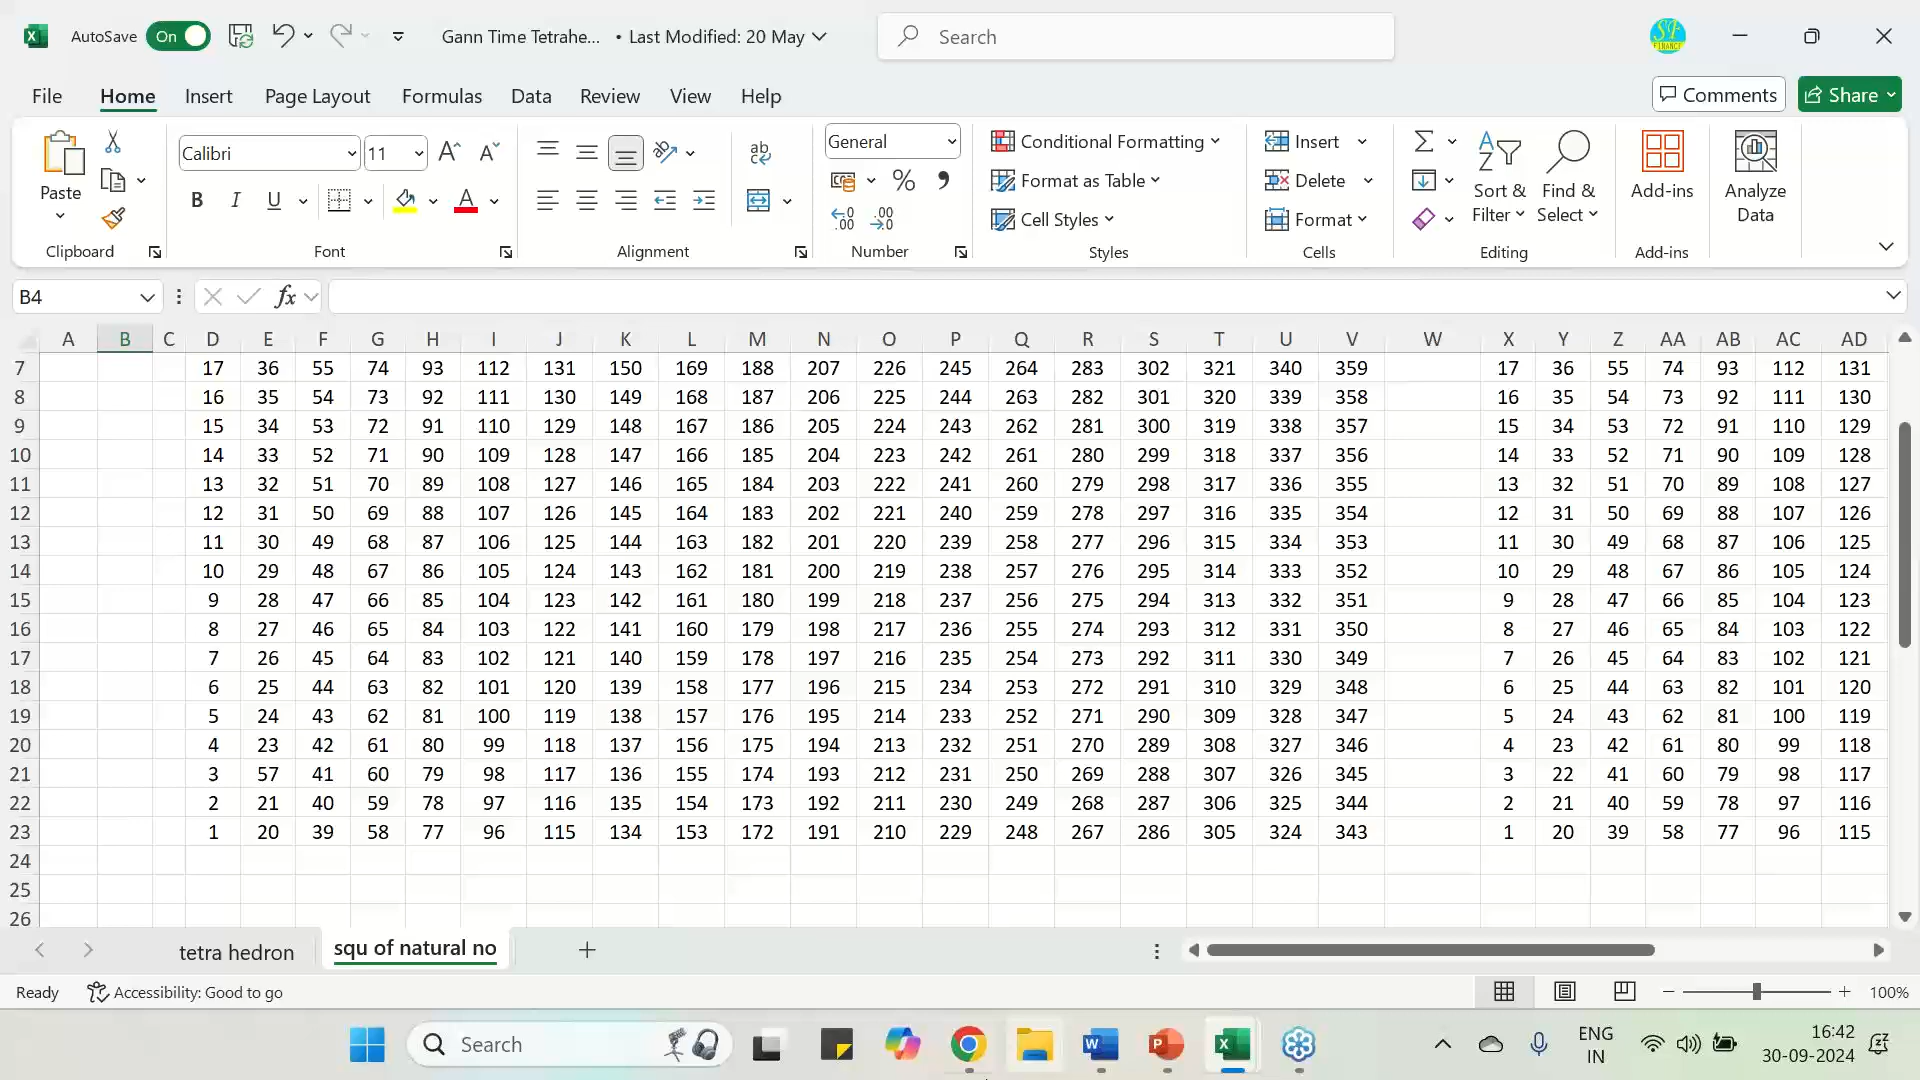 AutoSave On Gann Time Tetrahe... • Last Modified: 20 May Search
File Home Insert Page Layout Formulas Data Review View Help Comments Share
Paste Calibri 11 A^ A˅ B I U A ab General % , Conditional Formatting Format as Table Cell Styles Insert Delete Format Sort & Filter Find & Select Add-ins Analyze Data
Clipboard Font Alignment Number Styles Cells Editing Add-ins
B4 fx
A B C D E F G H I J K L M N O P Q R S T U V W X Y Z AA AB AC AD
7 17 36 55 74 93 112 131 150 169 188 207 226 245 264 283 302 321 340 359 17 36 55 74 93 112 131
8 16 35 54 73 92 111 130 149 168 187 206 225 244 263 282 301 320 339 358 16 35 54 73 92 111 130
9 15 34 53 72 91 110 129 148 167 186 205 224 243 262 281 300 319 338 357 15 34 53 72 91 110 129
10 14 33 52 71 90 109 128 147 166 185 204 223 242 261 280 299 318 337 356 14 33 52 71 90 109 128
11 13 32 51 70 89 108 127 146 165 184 203 222 241 260 279 298 317 336 355 13 32 51 70 89 108 127
12 12 31 50 69 88 107 126 145 164 183 202 221 240 259 278 297 316 335 354 12 31 50 69 88 107 126
13 11 30 49 68 87 106 125 144 163 182 201 220 239 258 277 296 315 334 353 11 30 49 68 87 106 125
14 10 29 48 67 86 105 124 143 162 181 200 219 238 257 276 295 314 333 352 10 29 48 67 86 105 124
15 9 28 47 66 85 104 123 142 161 180 199 218 237 256 275 294 313 332 351 9 28 47 66 85 104 123
16 8 27 46 65 84 103 122 141 160 179 198 217 236 255 274 293 312 331 350 8 27 46 65 84 103 122
17 7 26 45 64 83 102 121 140 159 178 197 216 235 254 273 292 311 330 349 7 26 45 64 83 102 121
18 6 25 44 63 82 101 120 139 158 177 196 215 234 253 272 291 310 329 348 6 25 44 63 82 101 120
19 5 24 43 62 81 100 119 138 157 176 195 214 233 252 271 290 309 328 347 5 24 43 62 81 100 119
20 4 23 42 61 80 99 118 137 156 175 194 213 232 251 270 289 308 327 346 4 23 42 61 80 99 118
21 3 57 41 60 79 98 117 136 155 174 193 212 231 250 269 288 307 326 345 3 22 41 60 79 98 117
22 2 21 40 59 78 97 116 135 154 173 192 211 230 249 268 287 306 325 344 2 21 40 59 78 97 116
23 1 20 39 58 77 96 115 134 153 172 191 210 229 248 267 286 305 324 343 1 20 39 58 77 96 115
24
25
26
tetra hedron squ of natural no
Ready Accessibility: Good to go 100%
Search ENG IN 16:42 30-09-2024